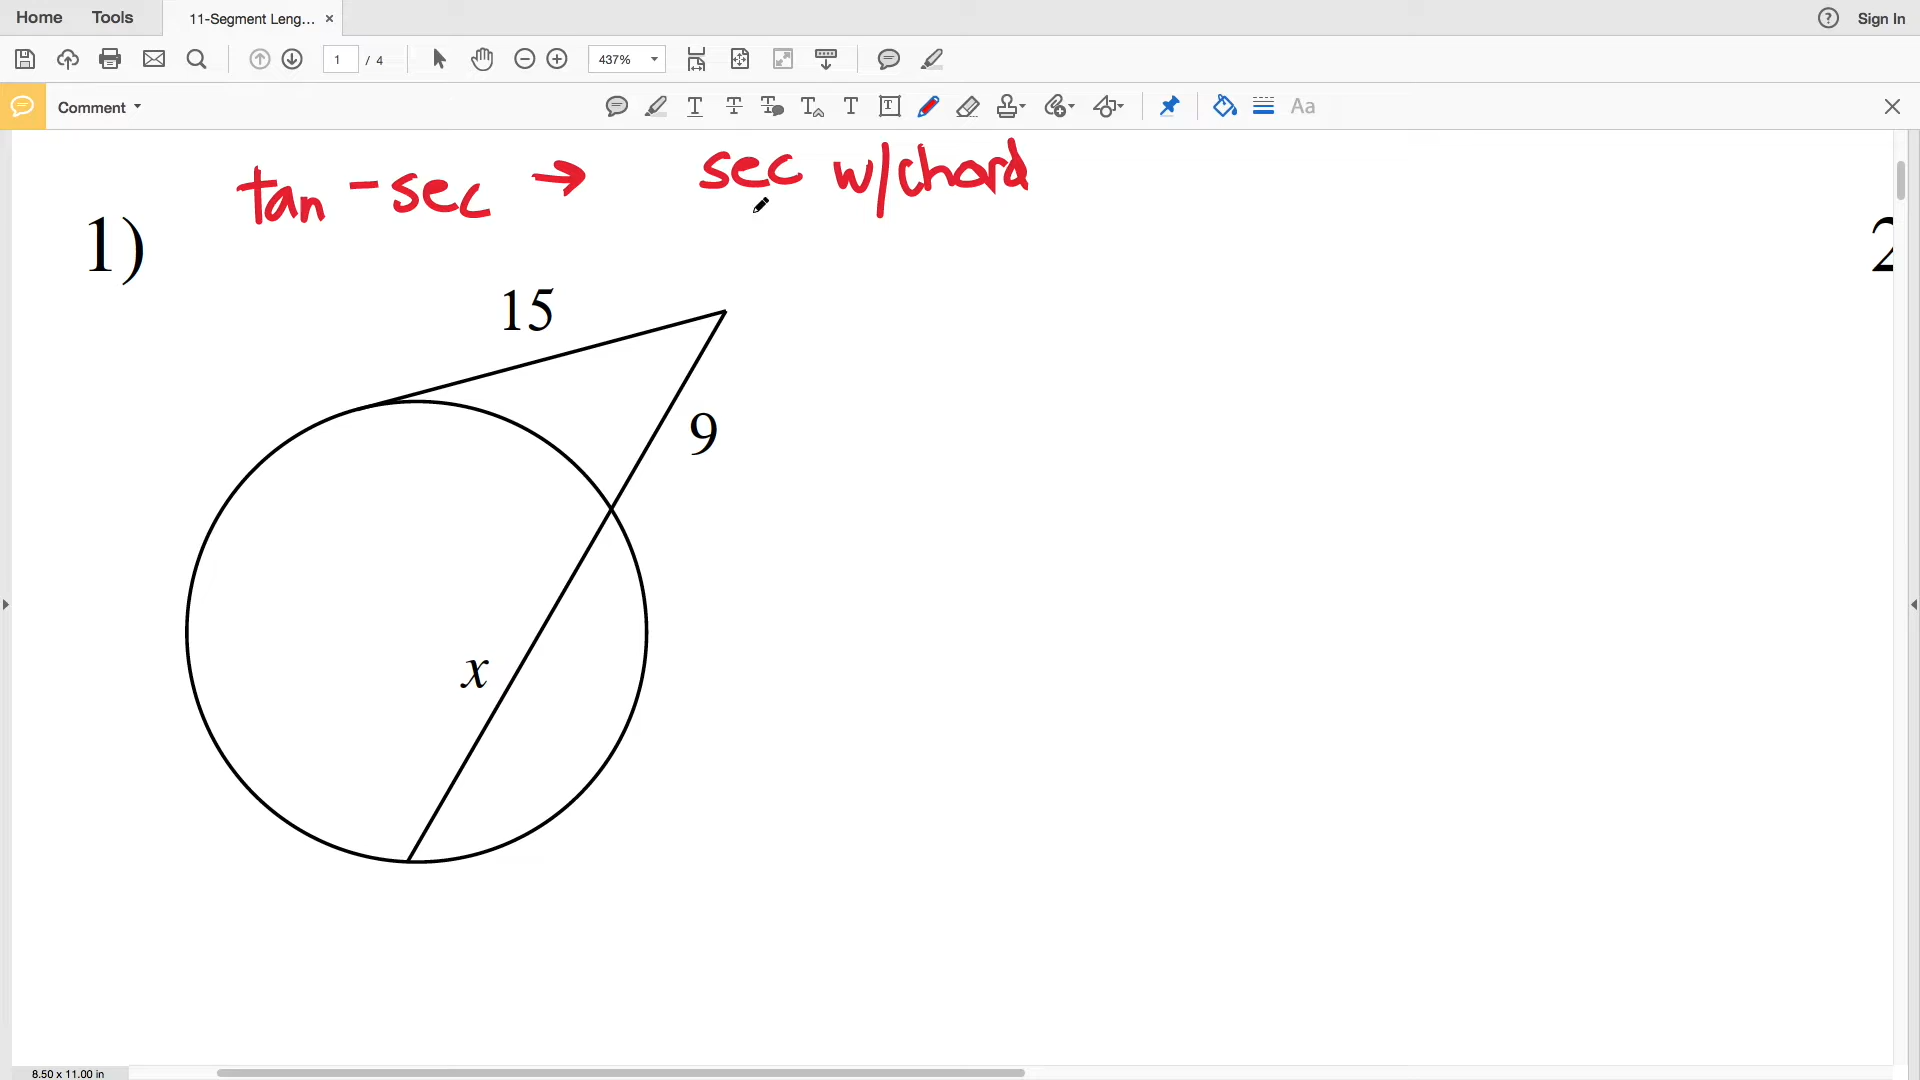 Home Tools 11-Segment Leng... × ? Sign In
1 / 4 437%
Comment T T T T T T Aa
tan - sec → sec w/chord
1) 2
15
9
x
8.50 x 11.00 in